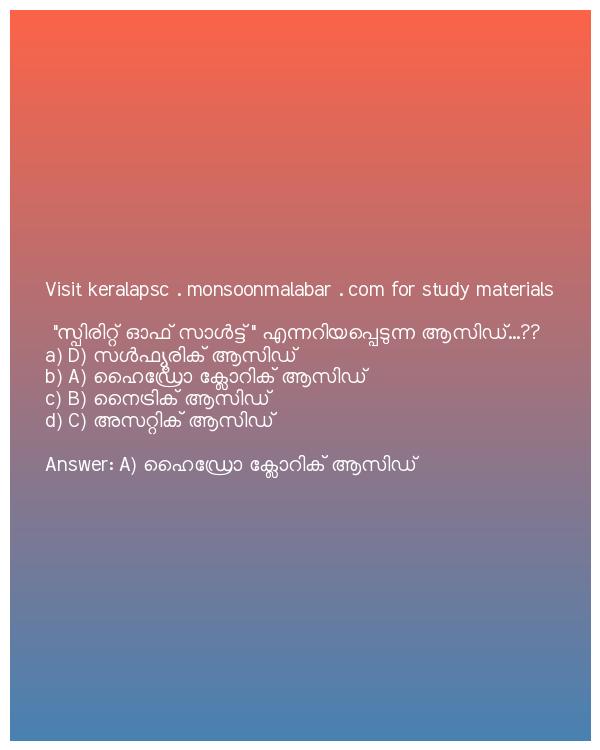 Visit keralapsc . monsoonmalabar . com for study materials
"സ്പിരിറ്റ് ഓഫ് സാൾട്ട് " എന്നറിയപ്പെടുന്ന ആസിഡ്...??
a) D) സൾഫ്യൂരിക് ആസിഡ്
b) A) ഹൈഡ്രോ ക്ലോറിക് ആസിഡ്
c) B) നൈട്രിക് ആസിഡ്
d) C) അസറ്റിക് ആസിഡ്
Answer: A) ഹൈഡ്രോ ക്ലോറിക് ആസിഡ്